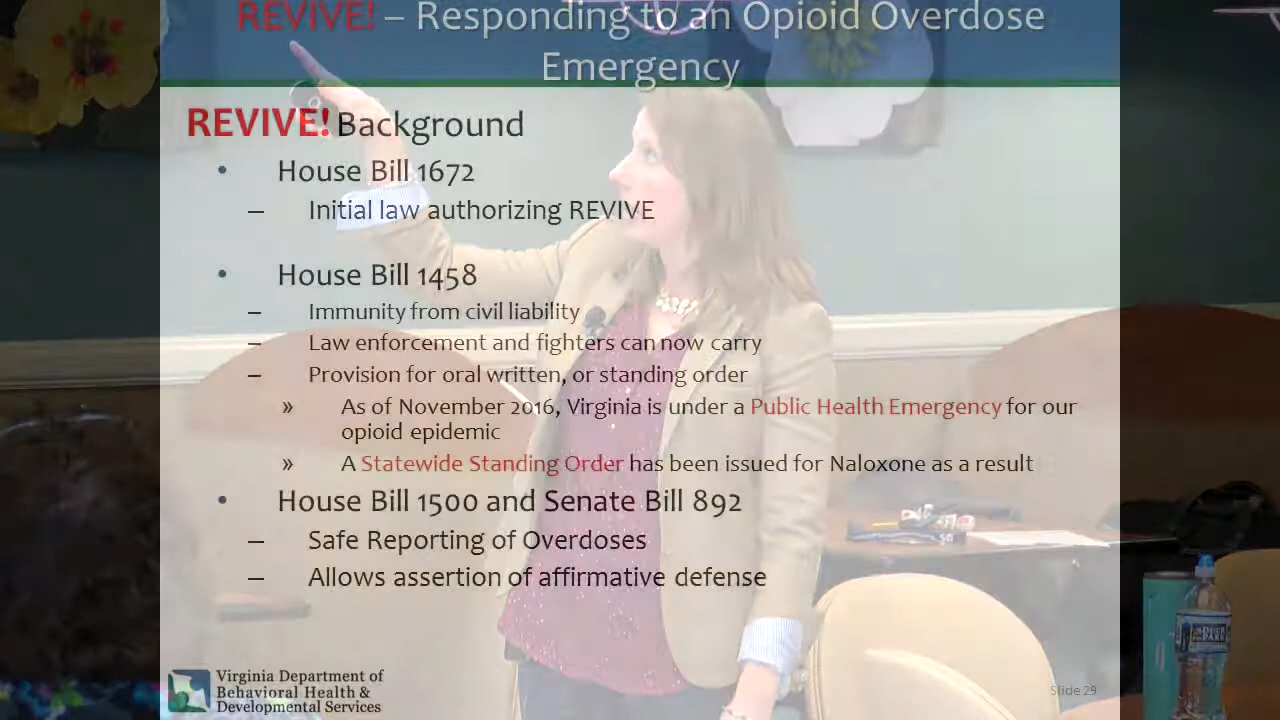 REVIVE! – Responding to an Opioid Overdose
Emergency
REVIVE! Background
• House Bill 1672
– Initial law authorizing REVIVE
• House Bill 1458
– Immunity from civil liability
– Law enforcement and fighters can now carry
– Provision for oral written, or standing order
» As of November 2016, Virginia is under a Public Health Emergency for our
opioid epidemic
» A Statewide Standing Order has been issued for Naloxone as a result
• House Bill 1500 and Senate Bill 892
– Safe Reporting of Overdoses
– Allows assertion of affirmative defense
Virginia Department of
Behavioral Health &
Developmental Services
Slide 29